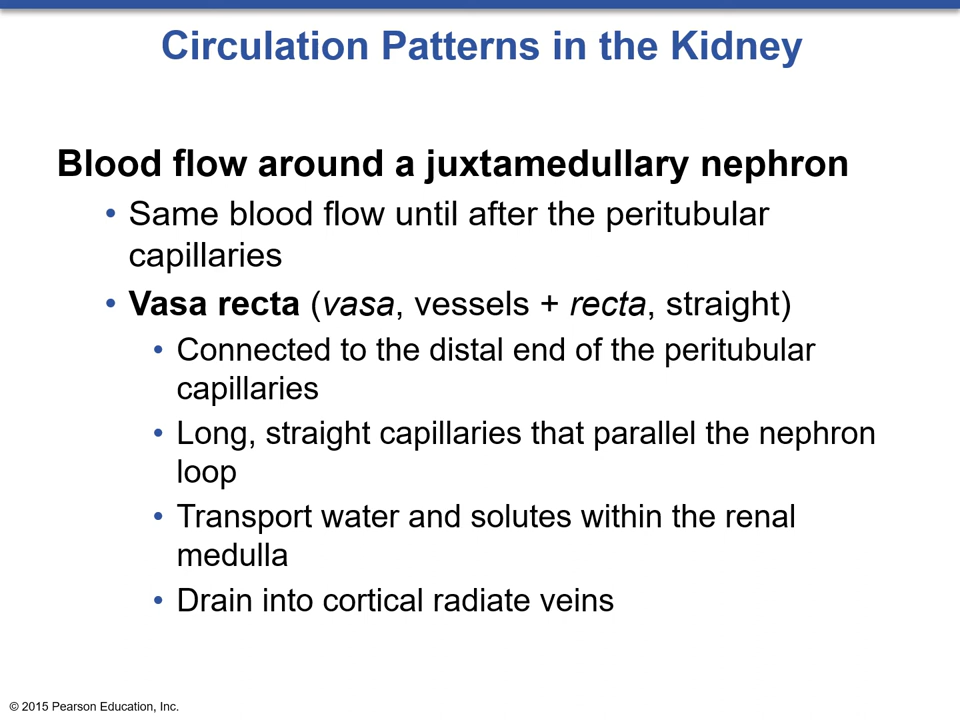 Circulation Patterns in the Kidney
Blood flow around a juxtamedullary nephron
• Same blood flow until after the peritubular
capillaries
• Vasa recta (vasa, vessels + recta, straight)
• Connected to the distal end of the peritubular
capillaries
• Long, straight capillaries that parallel the nephron
loop
• Transport water and solutes within the renal
medulla
• Drain into cortical radiate veins
© 2015 Pearson Education, Inc.